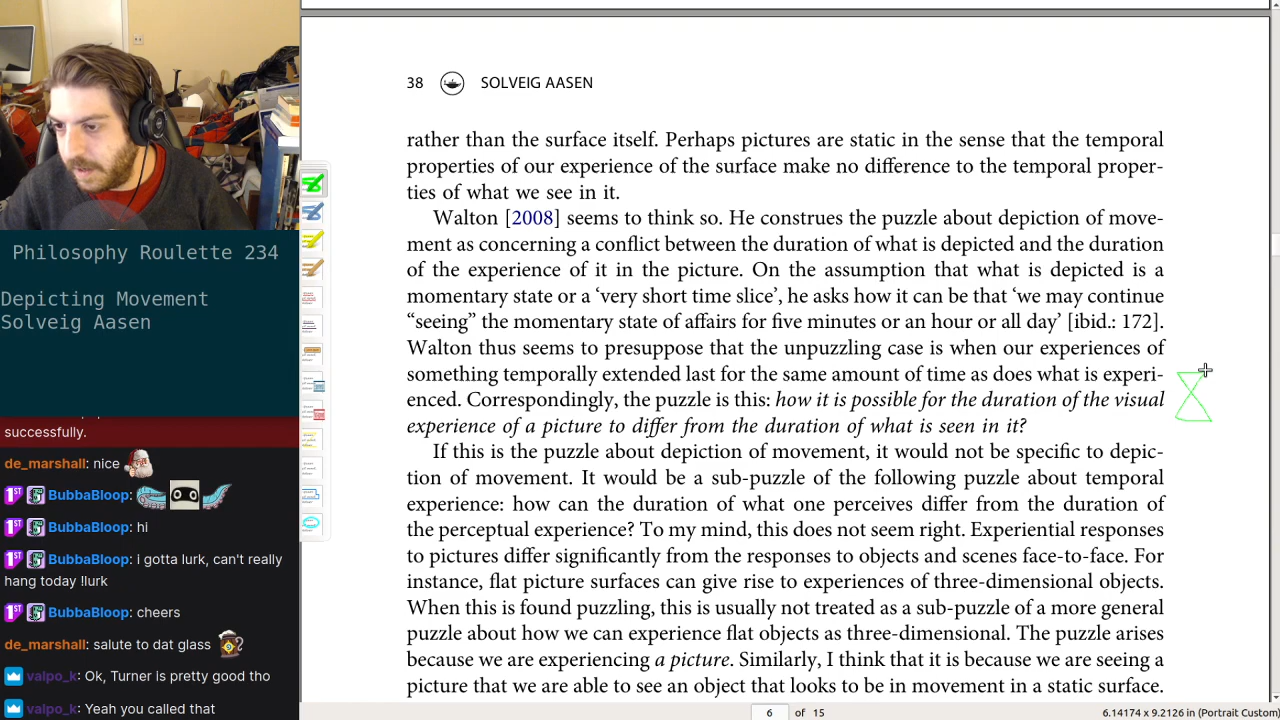 38 SOLVEIG AASEN
rather than the surface itself. Perhaps pictures are static in the sense that the temporal
properties of our experience of the surface make no difference to the temporal proper-
ties of what we see in it.
Walton [2008] seems to think so. He construes the puzzle about depiction of move-
ment as concerning a conflict between the duration of what is depicted and the duration
of the experience of it in the picture. On the assumption that what is depicted is a
momentary state, a ‘very short instance’, he asks how it can be that ‘we may continue
“seeing” the momentary state of affairs for five minutes or an hour or all day’ [ibid.: 172].
Walton thus seems to presuppose that the unpuzzling case is where our experiences of
something temporally extended last for the same amount of time as does what is experi-
enced. Correspondingly, the puzzle is this: how it is possible for the duration of the visual
experience of a picture to differ from the duration of what is seen in it?
If this is the puzzle about depiction of movement, it would not be specific to depic-
tion of movement. It would be a sub-puzzle of the following puzzle about temporal
experience: how can the duration of what one perceives differ from the duration of
the perceptual experience? To my mind, this does not seem right. Experiential responses
to pictures differ significantly from the responses to objects and scenes face-to-face. For
instance, flat picture surfaces can give rise to experiences of three-dimensional objects.
When this is found puzzling, this is usually not treated as a sub-puzzle of a more general
puzzle about how we can experience flat objects as three-dimensional. The puzzle arises
because we are experiencing a picture. Similarly, I think that it is because we are seeing a
picture that we are able to see an object that looks to be in movement in a static surface.
6 of 15
6.14174 x 9.2126 in (Portrait Custom)
Philosophy Roulette 234
Depicting Movement
Solveig Aasen
successfully.
de_marshall: nice
BubbaBloop:
BubbaBloop: hi
BubbaBloop: i gotta lurk, can't really
hang today !lurk
BubbaBloop: cheers
de_marshall: salute to dat glass
valpo_k: Ok, Turner is pretty good tho
valpo_k: Yeah you called that